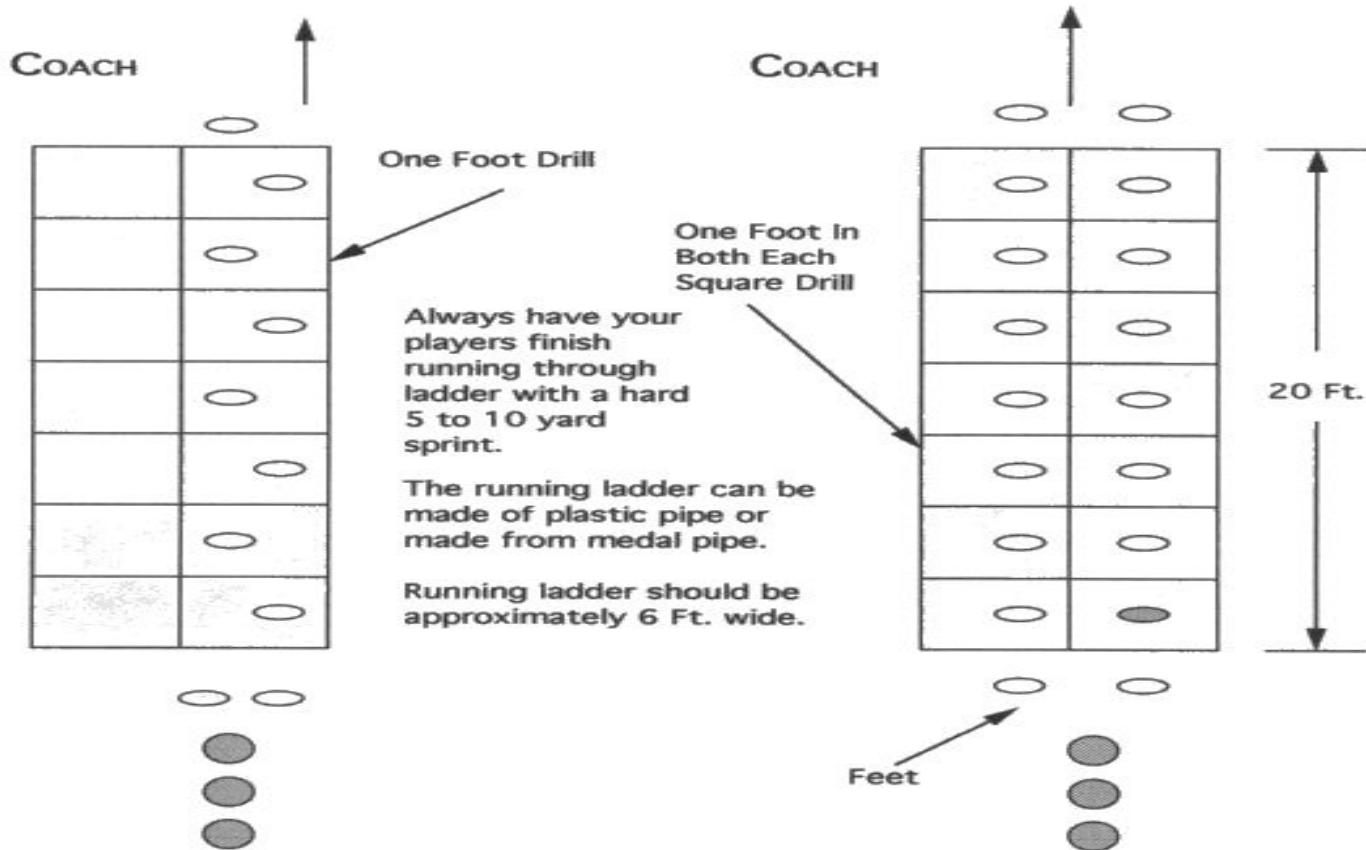 COACH
COACH
One Foot Drill
One Foot In
Both Each
Square Drill
Always have your
players finish
running through
ladder with a hard
5 to 10 yard
sprint.
20 Ft.
The running ladder can be
made of plastic pipe or
made from medal pipe.
Running ladder should be
approximately 6 Ft. wide.
Feet